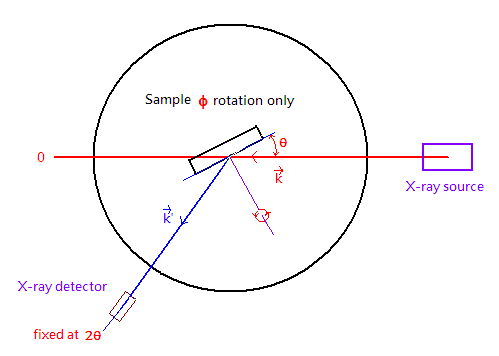 Sample ϕ rotation only
θ
0
k⃗
X-ray source
k⃗'
X-ray detector
fixed at 2θ